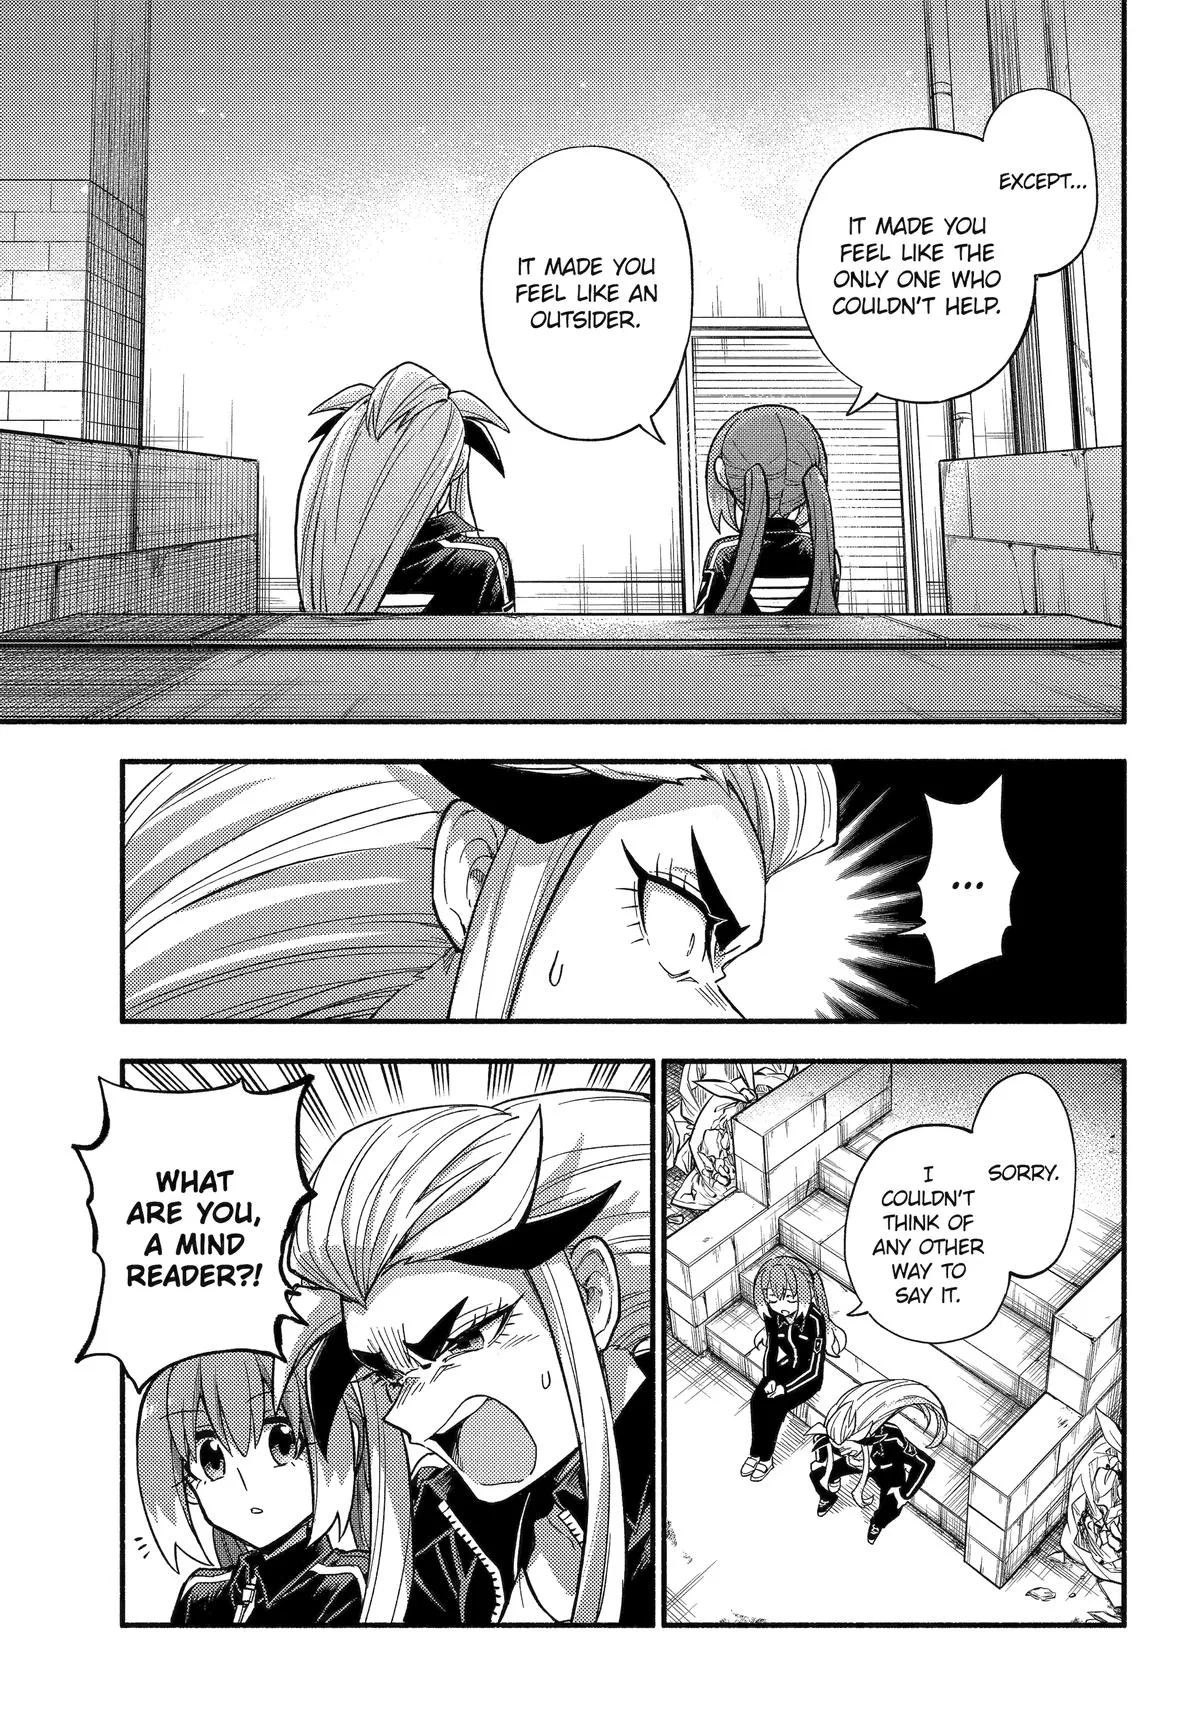 EXCEPT...
IT MADE YOU
FEEL LIKE THE
ONLY ONE WHO
COULDN'T HELP.
IT MADE YOU
FEEL LIKE AN
OUTSIDER.
...
SORRY.
I
COULDN'T
THINK OF
ANY OTHER
WAY TO
SAY IT.
WHAT
ARE YOU,
A MIND
READER?!